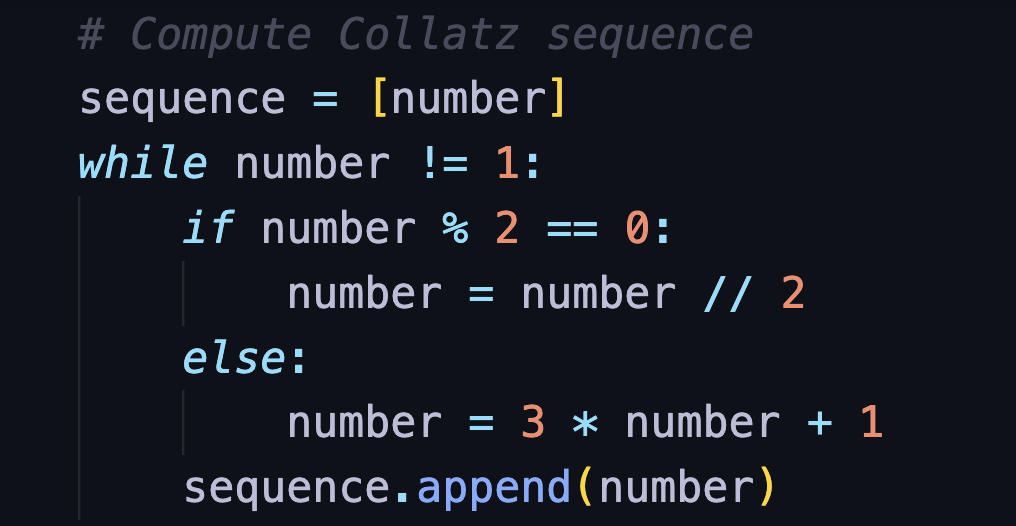 # Compute Collatz sequence
sequence = [number]
while number != 1:
    if number % 2 == 0:
        number = number // 2
    else:
        number = 3 * number + 1
    sequence.append(number)